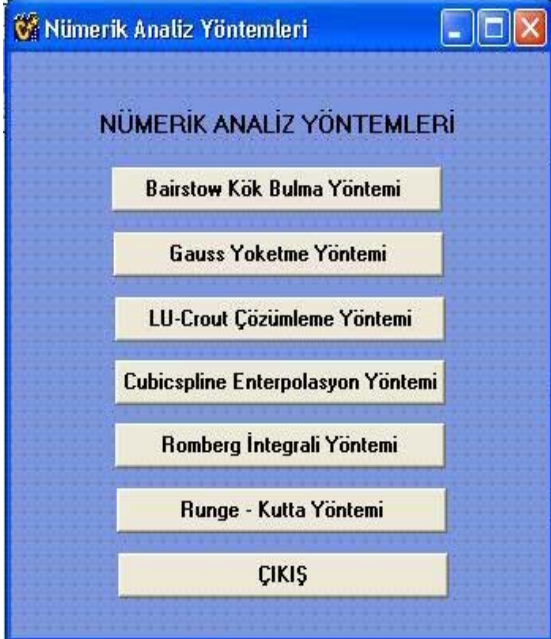 Nümerik Analiz Yöntemleri
NÜMERİK ANALİZ YÖNTEMLERİ
Bairstow Kök Bulma Yöntemi
Gauss Yoketme Yöntemi
LU-Crout Çözümleme Yöntemi
Cubicspline Enterpolasyon Yöntemi
Romberg İntegrali Yöntemi
Runge - Kutta Yöntemi
ÇIKIŞ